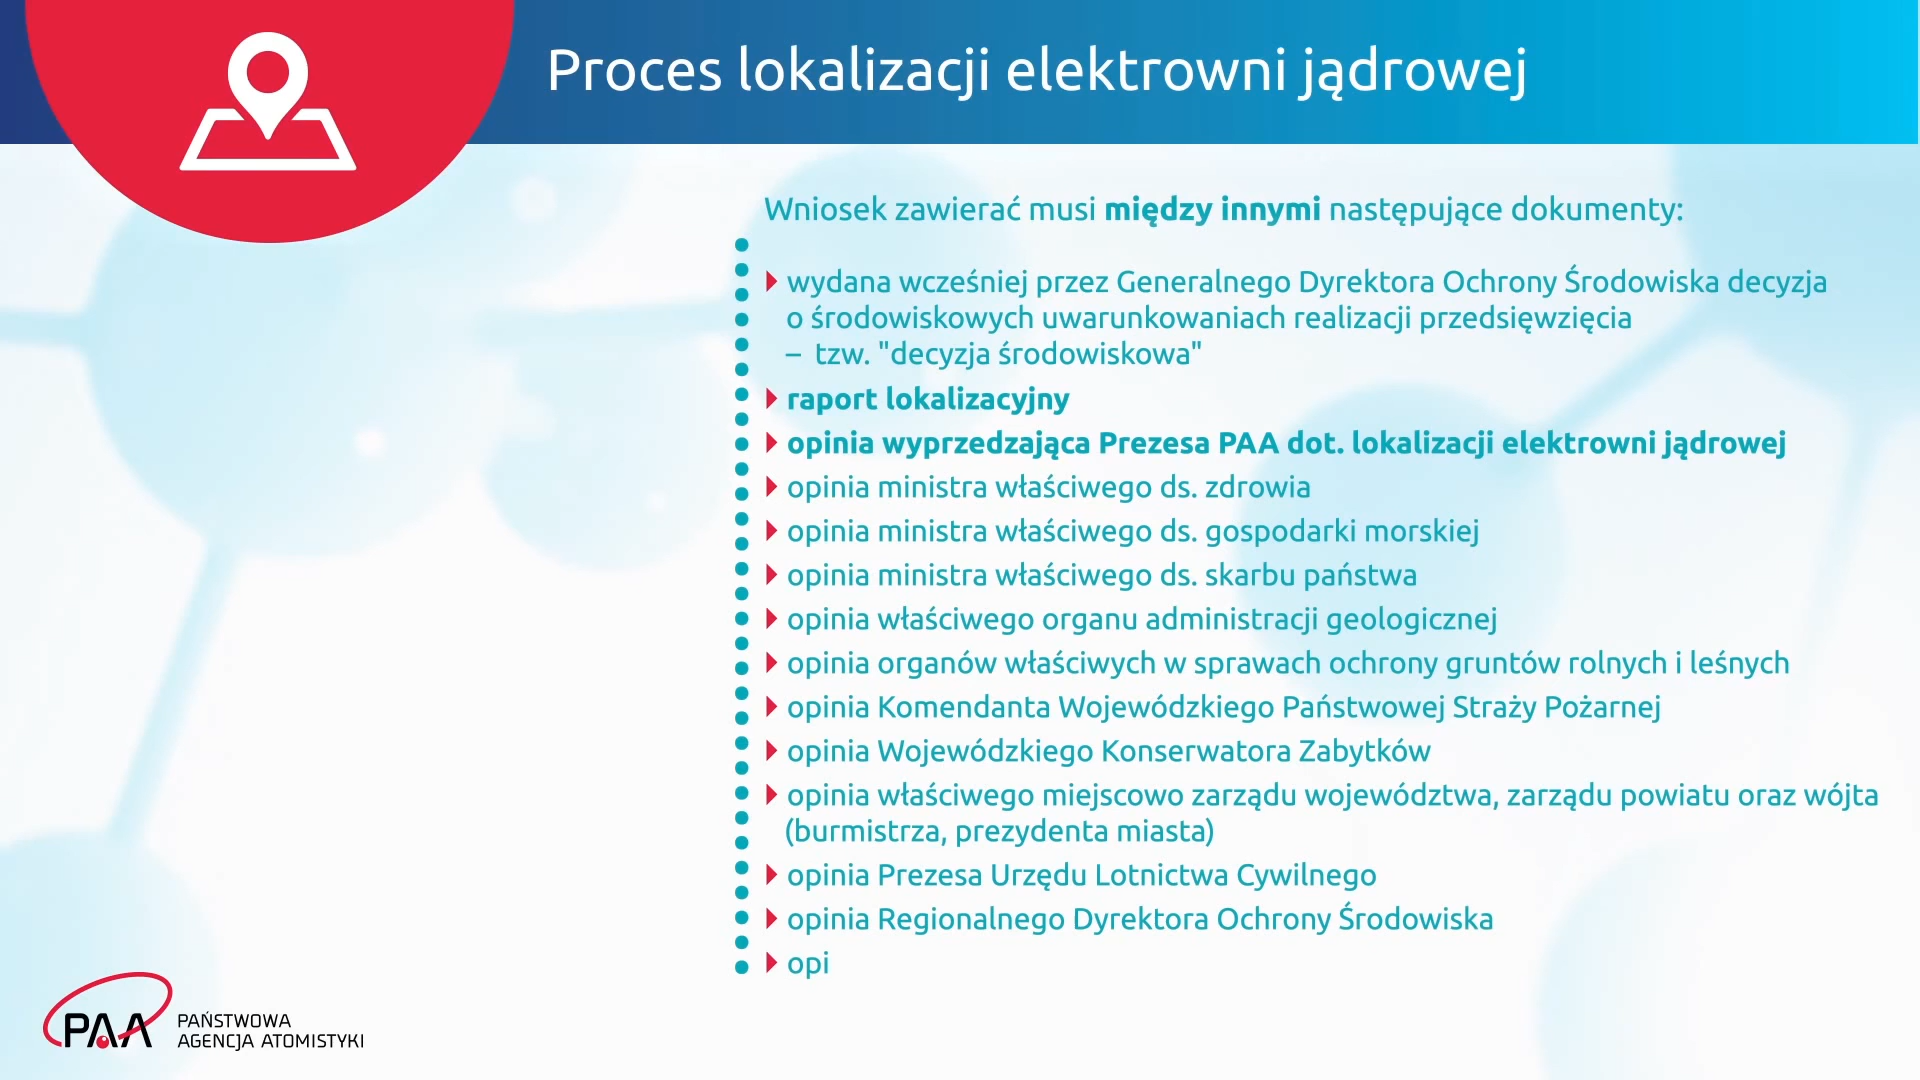 Proces lokalizacji elektrowni jądrowej
Wniosek zawierać musi między innymi następujące dokumenty:
wydana wcześniej przez Generalnego Dyrektora Ochrony Środowiska decyzja
o środowiskowych uwarunkowaniach realizacji przedsięwzięcia
– tzw. "decyzja środowiskowa"
raport lokalizacyjny
opinia wyprzedzająca Prezesa PAA dot. lokalizacji elektrowni jądrowej
opinia ministra właściwego ds. zdrowia
opinia ministra właściwego ds. gospodarki morskiej
opinia ministra właściwego ds. skarbu państwa
opinia właściwego organu administracji geologicznej
opinia organów właściwych w sprawach ochrony gruntów rolnych i leśnych
opinia Komendanta Wojewódzkiego Państwowej Straży Pożarnej
opinia Wojewódzkiego Konserwatora Zabytków
opinia właściwego miejscowo zarządu województwa, zarządu powiatu oraz wójta
(burmistrza, prezydenta miasta)
opinia Prezesa Urzędu Lotnictwa Cywilnego
opinia Regionalnego Dyrektora Ochrony Środowiska
opi
PAA
PAŃSTWOWA
AGENCJA ATOMISTYKI